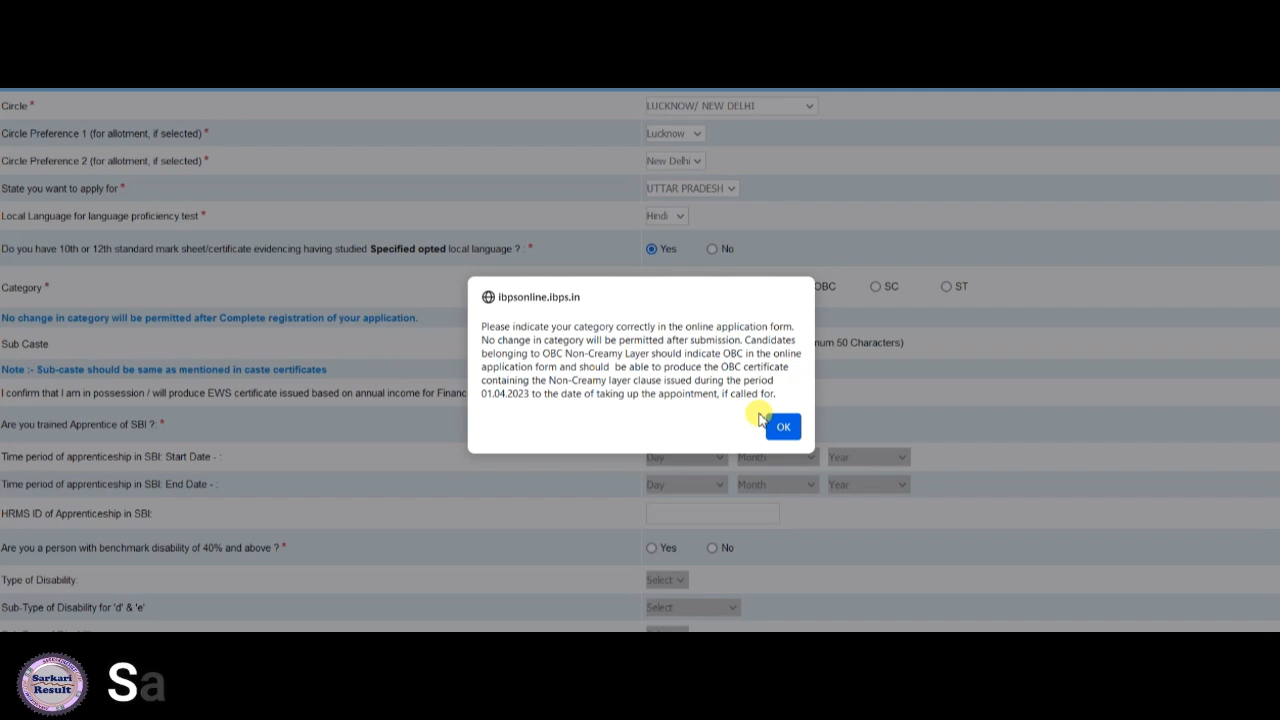 Circle *
LUCKNOW/ NEW DELHI
Circle Preference 1 (for allotment, if selected) *
Lucknow
Circle Preference 2 (for allotment, if selected) *
New Delhi
State you want to apply for *
UTTAR PRADESH
Local Language for language proficiency test *
Hindi
Do you have 10th or 12th standard mark sheet/certificate evidencing having studied Specified opted local language ? : *
Yes No
Category *
OBC SC ST
No change in category will be permitted after Complete registration of your application.
Sub Caste
num 50 Characters)
Note :- Sub-caste should be same as mentioned in caste certificates
I confirm that I am in possession / will produce EWS certificate issued based on annual income for Financ
Are you trained Apprentice of SBI ?: *
Time period of apprenticeship in SBI: Start Date - :
Day Month Year
Time period of apprenticeship in SBI: End Date - :
Day Month Year
HRMS ID of Apprenticeship in SBI:
Are you a person with benchmark disability of 40% and above ? *
Yes No
Type of Disability:
Select
Sub-Type of Disability for 'd' & 'e'
Select
ibpsonline.ibps.in
Please indicate your category correctly in the online application form.
No change in category will be permitted after submission. Candidates
belonging to OBC Non-Creamy Layer should indicate OBC in the online
application form and should be able to produce the OBC certificate
containing the Non-Creamy layer clause issued during the period
01.04.2023 to the date of taking up the appointment, if called for.
OK
Sarkari
Result
Sa